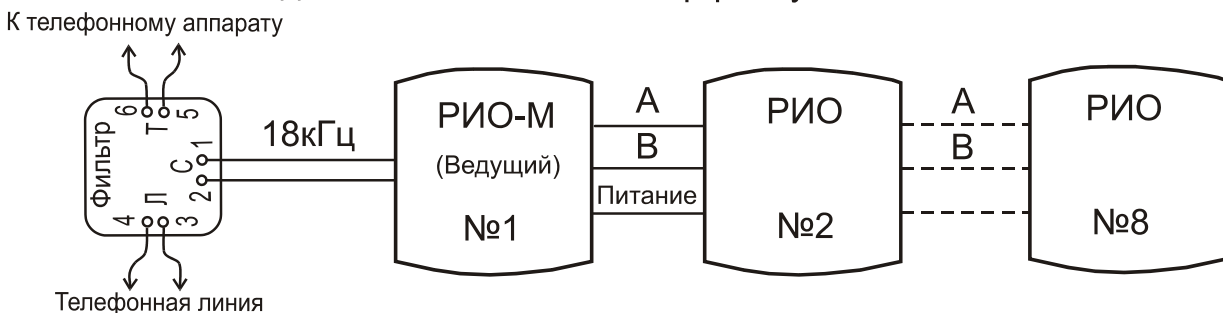 К телефонному аппарату
Фильтр
6 5
Т
С
1
2
Л
4 3
Телефонная линия
18кГц
РИО-М
(Ведущий)
№1
А
В
Питание
РИО
№2
А
В
РИО
№8